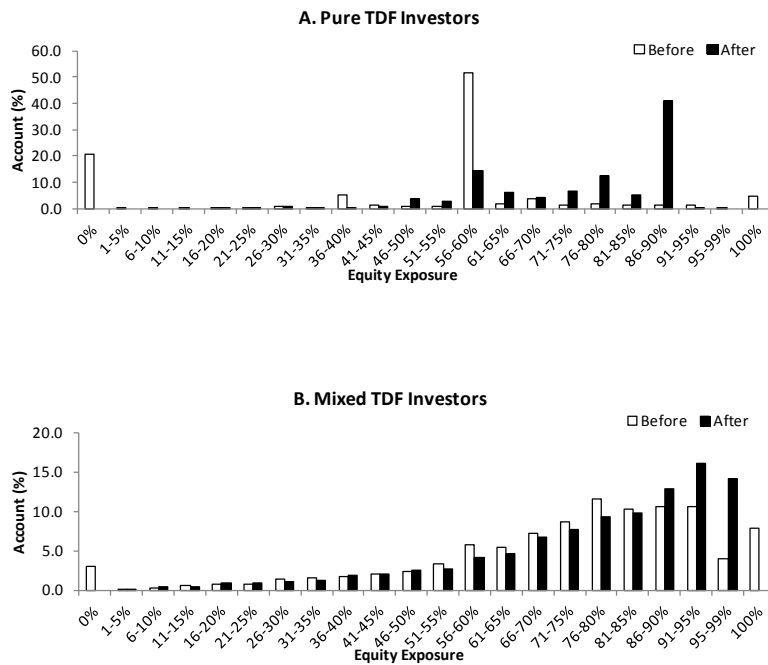 A. Pure TDF Investors
Before After
60.0
50.0
40.0
30.0
20.0
10.0
0.0
Account (%)
0% 1-5% 6-10% 11-15% 16-20% 21-25% 26-30% 31-35% 36-40% 41-45% 46-50% 51-55% 56-60% 61-65% 66-70% 71-75% 76-80% 81-85% 86-90% 91-95% 95-99% 100%
Equity Exposure
B. Mixed TDF Investors
Before After
20.0
15.0
10.0
5.0
0.0
Account (%)
0% 1-5% 6-10% 11-15% 16-20% 21-25% 26-30% 31-35% 36-40% 41-45% 46-50% 51-55% 56-60% 61-65% 66-70% 71-75% 76-80% 81-85% 86-90% 91-95% 95-99% 100%
Equity Exposure